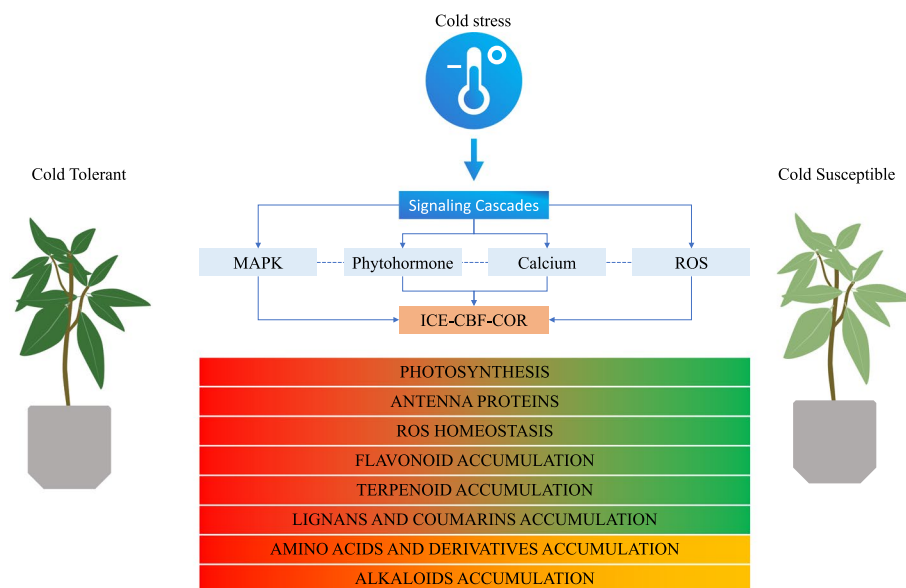 Cold stress
Cold Tolerant
Cold Susceptible
Signaling Cascades
MAPK
Phytohormone
Calcium
ROS
ICE-CBF-COR
PHOTOSYNTHESIS
ANTENNA PROTEINS
ROS HOMEOSTASIS
FLAVONOID ACCUMULATION
TERPENOID ACCUMULATION
LIGNANS AND COUMARINS ACCUMULATION
AMINO ACIDS AND DERIVATIVES ACCUMULATION
ALKALOIDS ACCUMULATION